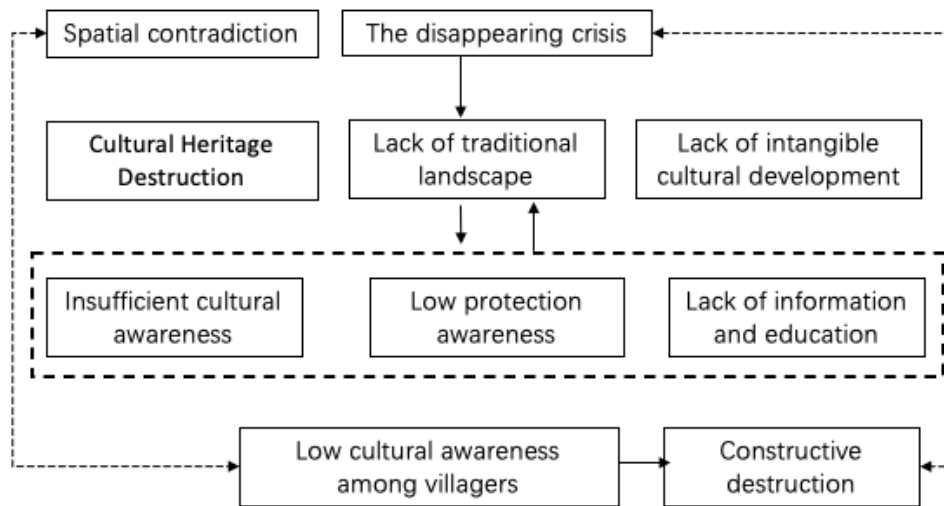 Spatial contradiction
The disappearing crisis
Cultural Heritage
Destruction
Lack of traditional
landscape
Lack of intangible
cultural development
Insufficient cultural
awareness
Low protection
awareness
Lack of information
and education
Low cultural awareness
among villagers
Constructive
destruction